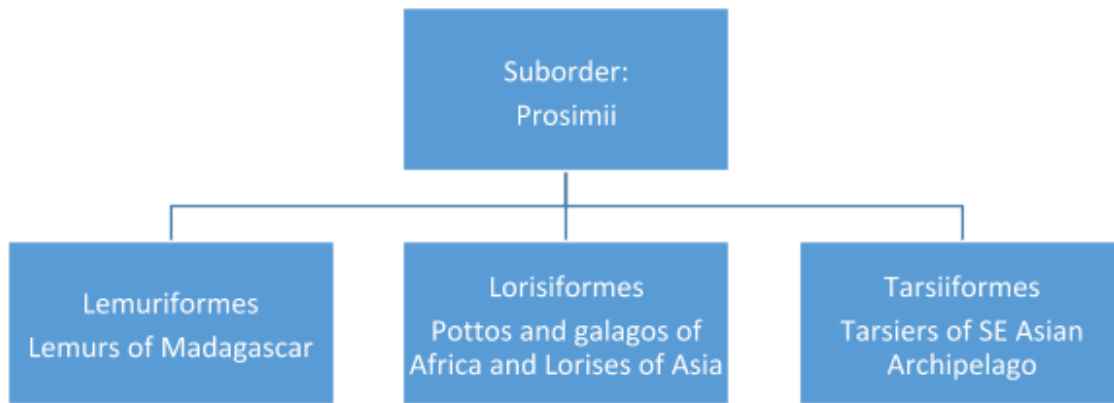 Suborder:
Prosimii
Lemuriformes
Lemurs of Madagascar
Lorisiformes
Pottos and galagos of
Africa and Lorises of Asia
Tarsiiformes
Tarsiers of SE Asian
Archipelago